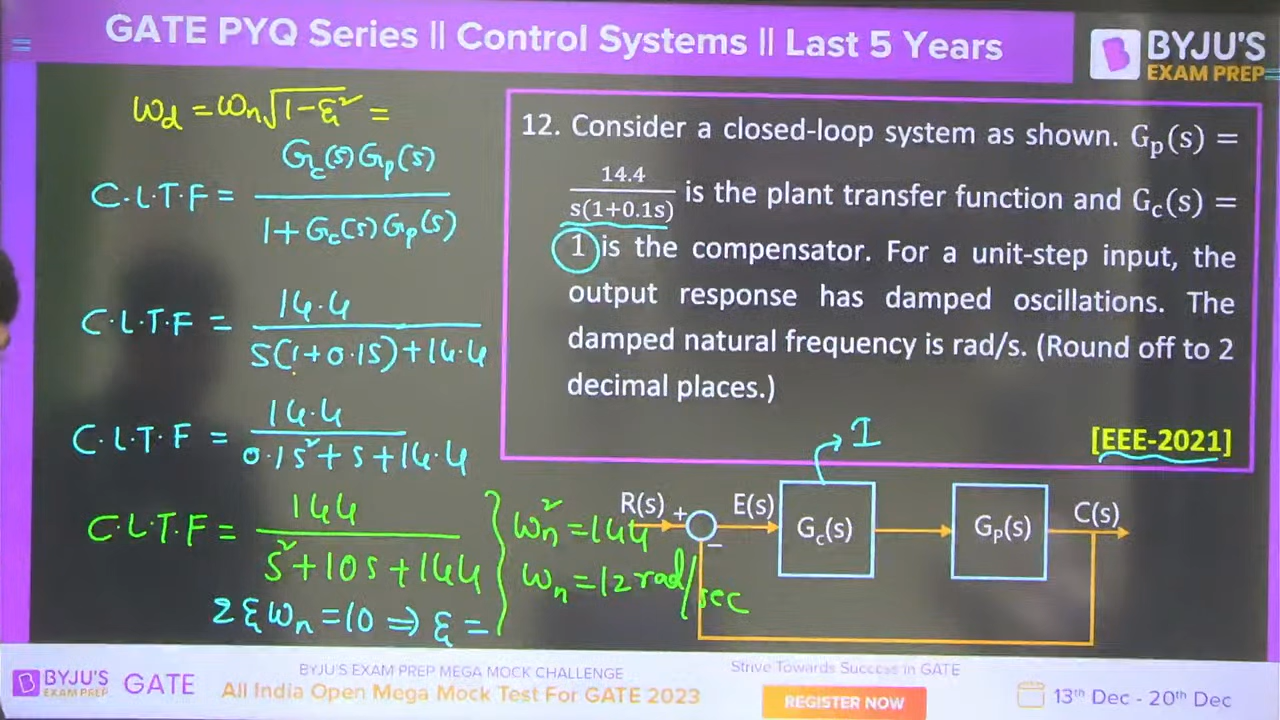 GATE PYQ Series || Control Systems || Last 5 Years
BYJU'S
EXAM PREP
ωd = ωn√1-ξ² =
C.L.T.F = Gc(s)Gp(s) / 1+Gc(s)Gp(s)
C.L.T.F = 14.4 / s(1+0.1s)+14.4
C.L.T.F = 14.4 / 0.1s²+s+14.4
C.L.T.F = 144 / s²+10s+144
2ξωn=10 ⇒ ξ =
ωn²=144
ωn=12 rad/sec
12. Consider a closed-loop system as shown. Gp(s) =
14.4 / s(1+0.1s) is the plant transfer function and Gc(s) =
1 is the compensator. For a unit-step input, the
output response has damped oscillations. The
damped natural frequency is rad/s. (Round off to 2
decimal places.)
[EEE-2021]
1
R(s) + E(s) Gc(s) GP(s) C(s)
−
BYJU'S
EXAM PREP
GATE
BYJU'S EXAM PREP MEGA MOCK CHALLENGE
All India Open Mega Mock Test For GATE 2023
Strive Towards Success in GATE
REGISTER NOW
13th Dec - 20th Dec